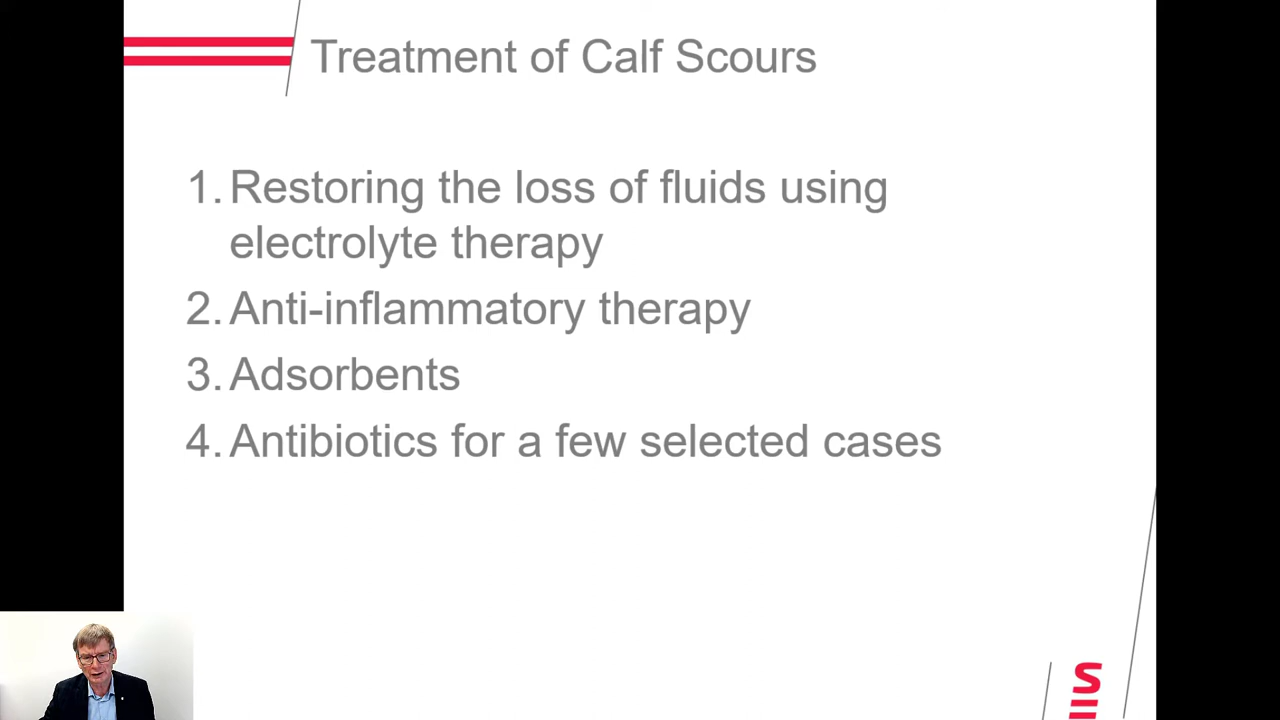 Treatment of Calf Scours
1. Restoring the loss of fluids using
electrolyte therapy
2. Anti-inflammatory therapy
3. Adsorbents
4. Antibiotics for a few selected cases
S